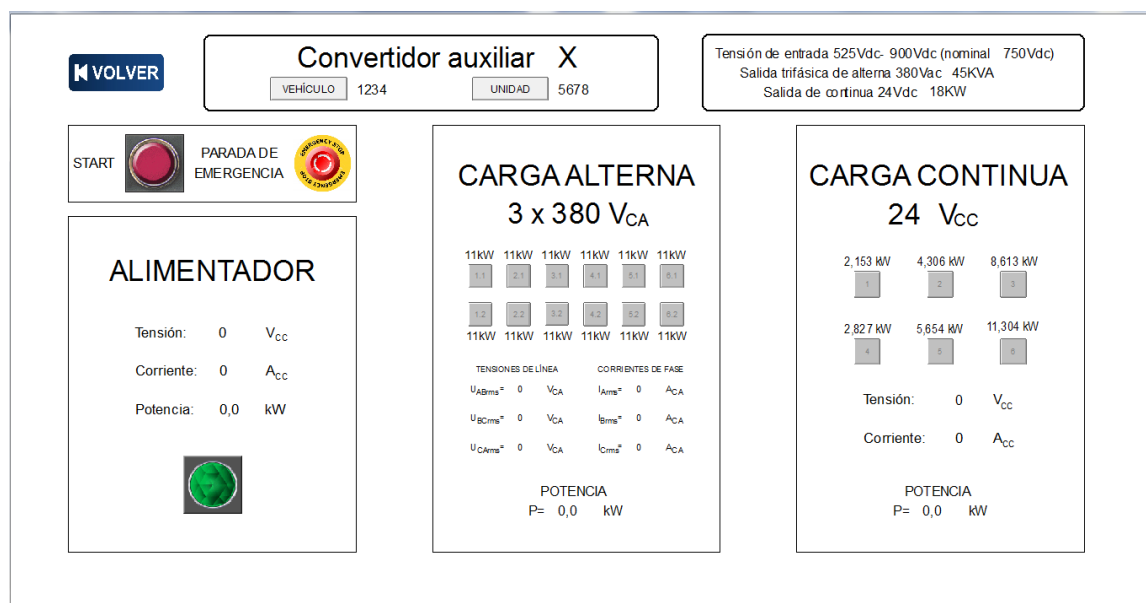 VOLVER
Convertidor auxiliar X
VEHÍCULO 1234 UNIDAD 5678
Tensión de entrada 525Vdc- 900Vdc (nominal 750Vdc)
Salida trifásica de alterna 380Vac 45KVA
Salida de continua 24Vdc 18KW
START
PARADA DE
EMERGENCIA
EMERGENCY STOP
EMERGENCY STOP
ALIMENTADOR
Tensión: 0 VCC
Corriente: 0 ACC
Potencia: 0,0 kW
CARGA ALTERNA
3 x 380 VCA
11kW 11kW 11kW 11kW 11kW 11kW
1.1 2.1 3.1 4.1 5.1 6.1
1.2 2.2 3.2 4.2 5.2 6.2
11kW 11kW 11kW 11kW 11kW 11kW
TENSIONES DE LÍNEA CORRIENTES DE FASE
UABrms= 0 VCA IArms= 0 ACA
UBCrms= 0 VCA IBrms= 0 ACA
UCArms= 0 VCA ICrms= 0 ACA
POTENCIA
P= 0,0 kW
CARGA CONTINUA
24 VCC
2,153 kW 4,306 kW 8,613 kW
1 2 3
2,827 kW 5,654 kW 11,304 kW
4 5 6
Tensión: 0 VCC
Corriente: 0 ACC
POTENCIA
P= 0,0 kW